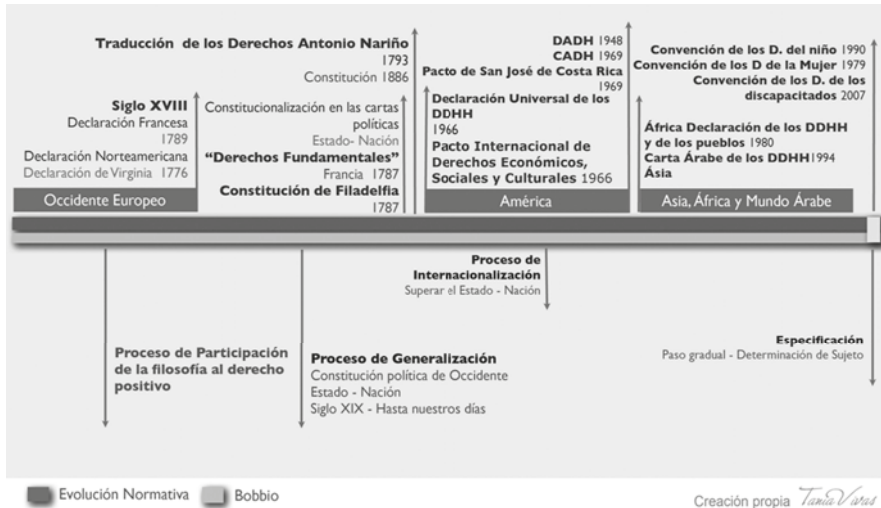 Traducción de los Derechos Antonio Nariño
1793
Constitución 1886
Siglo XVIII
Declaración Francesa
1789
Declaración Norteamericana
Declaración de Virginia 1776
Occidente Europeo
Constitucionalización en las cartas
políticas
Estado- Nación
“Derechos Fundamentales”
Francia 1787
Constitución de Filadelfia
1787
DADH 1948
CADH 1969
Pacto de San José de Costa Rica
1969
Declaración Universal de los
DDHH
1966
Pacto Internacional de
Derechos Económicos,
Sociales y Culturales 1966
América
Convención de los D. del niño 1990
Convención de los D de la Mujer 1979
Convención de los D. de los
discapacitados 2007
África Declaración de los DDHH
y de los pueblos 1980
Carta Árabe de los DDHH1994
Ásia
Asia, África y Mundo Árabe
Proceso de Participación
de la filosofía al derecho
positivo
Proceso de Generalización
Constitución política de Occidente
Estado - Nación
Siglo XIX - Hasta nuestros días
Proceso de
Internacionalización
Superar el Estado - Nación
Especificación
Paso gradual - Determinación de Sujeto
Evolución Normativa
Bobbio
Creación propia Tania Vivas